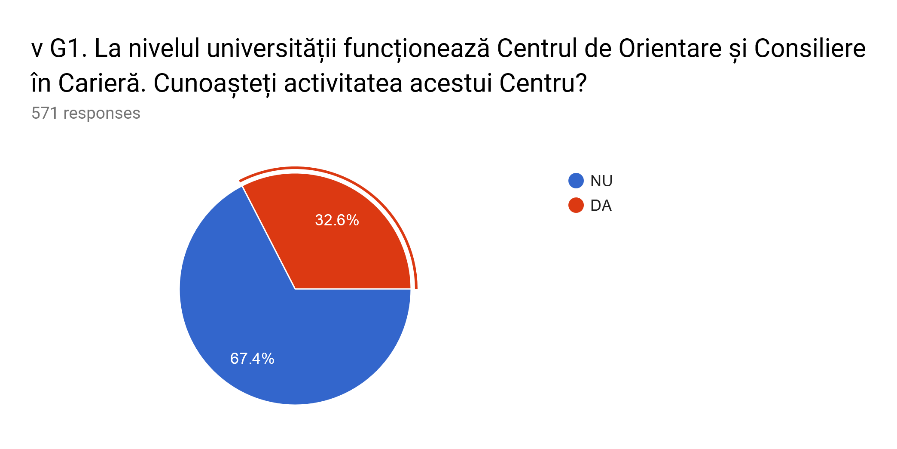 v G1. La nivelul universității funcționează Centrul de Orientare și Consiliere
în Carieră. Cunoașteți activitatea acestui Centru?
571 responses
NU
DA
32.6%
67.4%